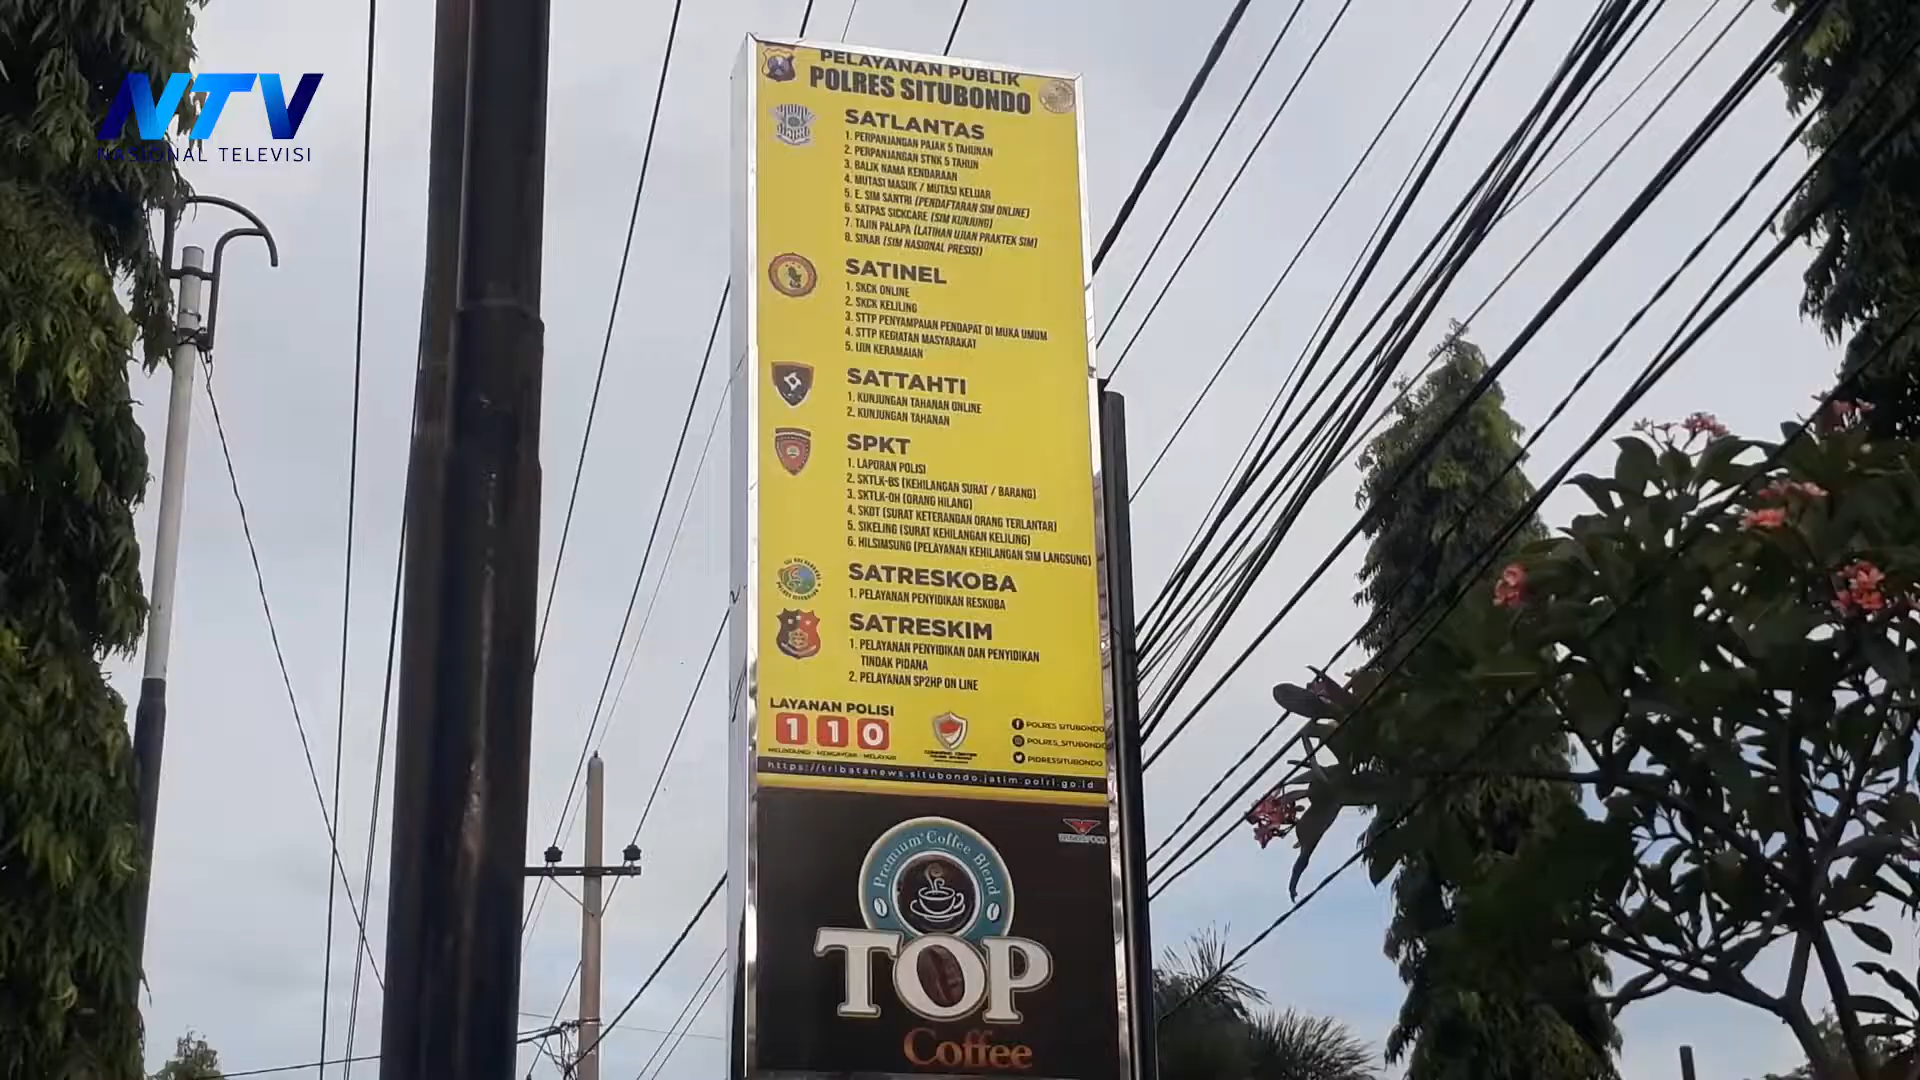 NTV
NASIONAL TELEVISI
PELAYANAN PUBLIK
POLRES SITUBONDO
SATLANTAS
1. PERPANJANGAN PAJAK 5 TAHUNAN
2. PERPANJANGAN STNK 5 TAHUN
3. BALIK NAMA KENDARAAN
4. MUTASI MASUK / MUTASI KELUAR
5. E. SIM SANTRI (PENDAFTARAN SIM ONLINE)
6. SATPAS SICKCARE (SIM KUNJUNG)
7. TAJIN PALAPA (LATIHAN UJIAN PRAKTEK SIM)
8. SINAR (SIM NASIONAL PRESISI)
SATINEL
1. SKCK ONLINE
2. SKCK KELILING
3. STTP PENYAMPAIAN PENDAPAT DI MUKA UMUM
4. STTP KEGIATAN MASYARAKAT
5. IJIN KERAMAIAN
SATTAHTI
1. KUNJUNGAN TAHANAN ONLINE
2. KUNJUNGAN TAHANAN
SPKT
1. LAPORAN POLISI
2. SKTLK-BS (KEHILANGAN SURAT / BARANG)
3. SKTLK-OH (ORANG HILANG)
4. SKOT (SURAT KETERANGAN ORANG TERLANTAR)
5. SIKELING (SURAT KEHILANGAN KELILING)
6. HILSIMSUNG (PELAYANAN KEHILANGAN SIM LANGSUNG)
SATRESKOBA
1. PELAYANAN PENYIDIKAN RESKOBA
SATRESKIM
1. PELAYANAN PENYIDIKAN DAN PENYIDIKAN
TINDAK PIDANA
2. PELAYANAN SP2HP ON LINE
LAYANAN POLISI
110
MELINDUNGI - MENGAYOMI - MELAYANI
POLRES SITUBONDO
POLRES_SITUBONDO
PIDRESSITUBONDO
https://tribatanews.situbondo.jatim.polri.go.id
Premium Coffee Blend
TOP
Coffee